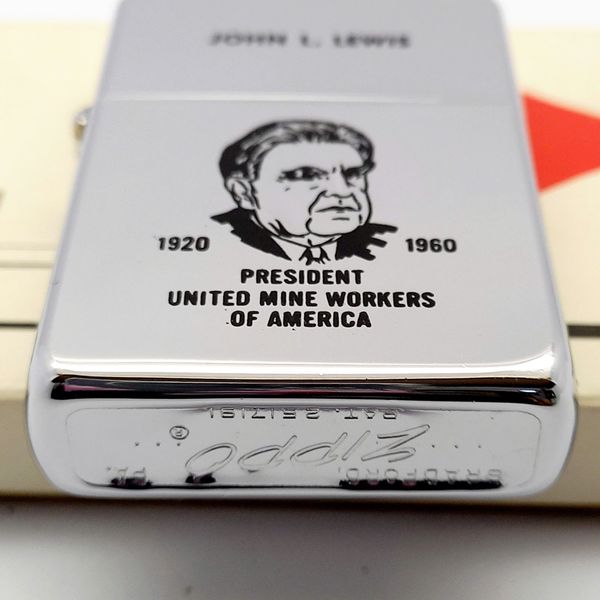 JOHN L. LEWIS
1920 1960
PRESIDENT
UNITED MINE WORKERS
OF AMERICA
PAT. 2517191
ZIPPO ®
BRADFORD, PA.